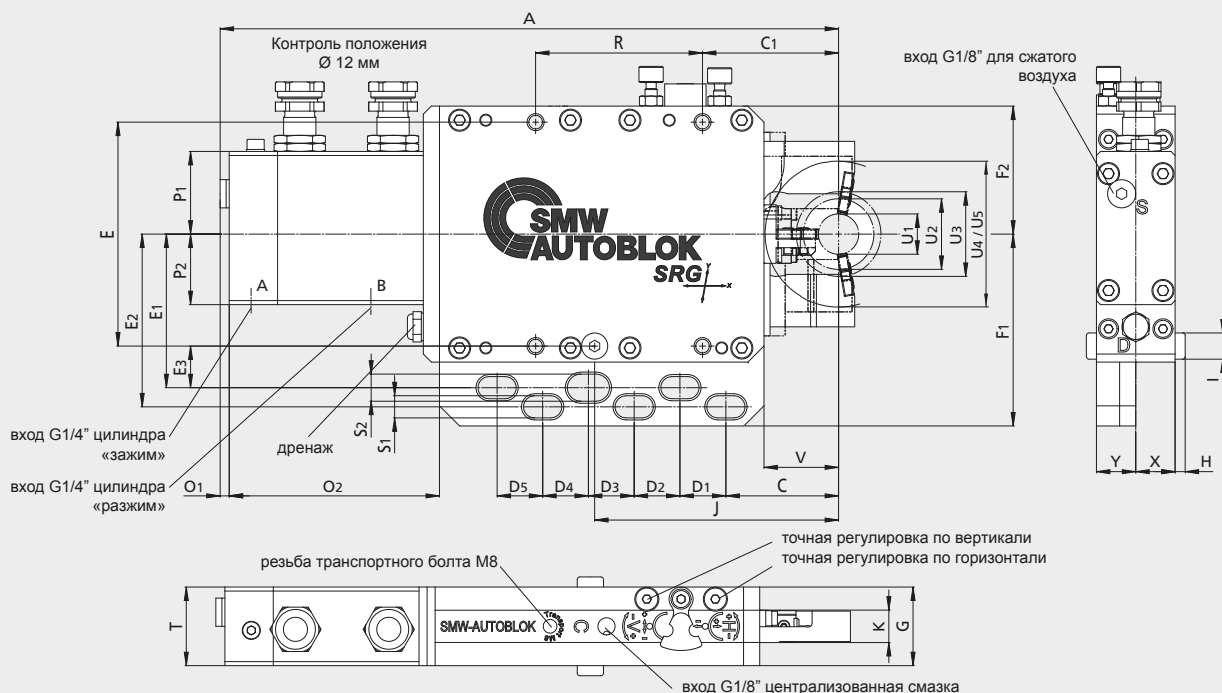 A
Контроль положения
Ø 12 мм
R
C1
вход G1/8” для сжатого
воздуха
P1
E
P2
E1
E2
E3
A
B
SMW
AUTOBLOK
SRG
Y
X
U1
U2
U3
U4 / U5
F2
F1
S
D
I
S2
S1
вход G1/4” цилиндра
«зажим»
дренаж
вход G1/4” цилиндра
«разжим»
O1
O2
D5
D4
D3
D2
D1
C
V
J
Y
X
H
точная регулировка по вертикали
точная регулировка по горизонтали
резьба транспортного болта M8
T
SMW-AUTOBLOK
Transport
M8
C
- V +
- H +
K
G
вход G1/8” централизованная смазка